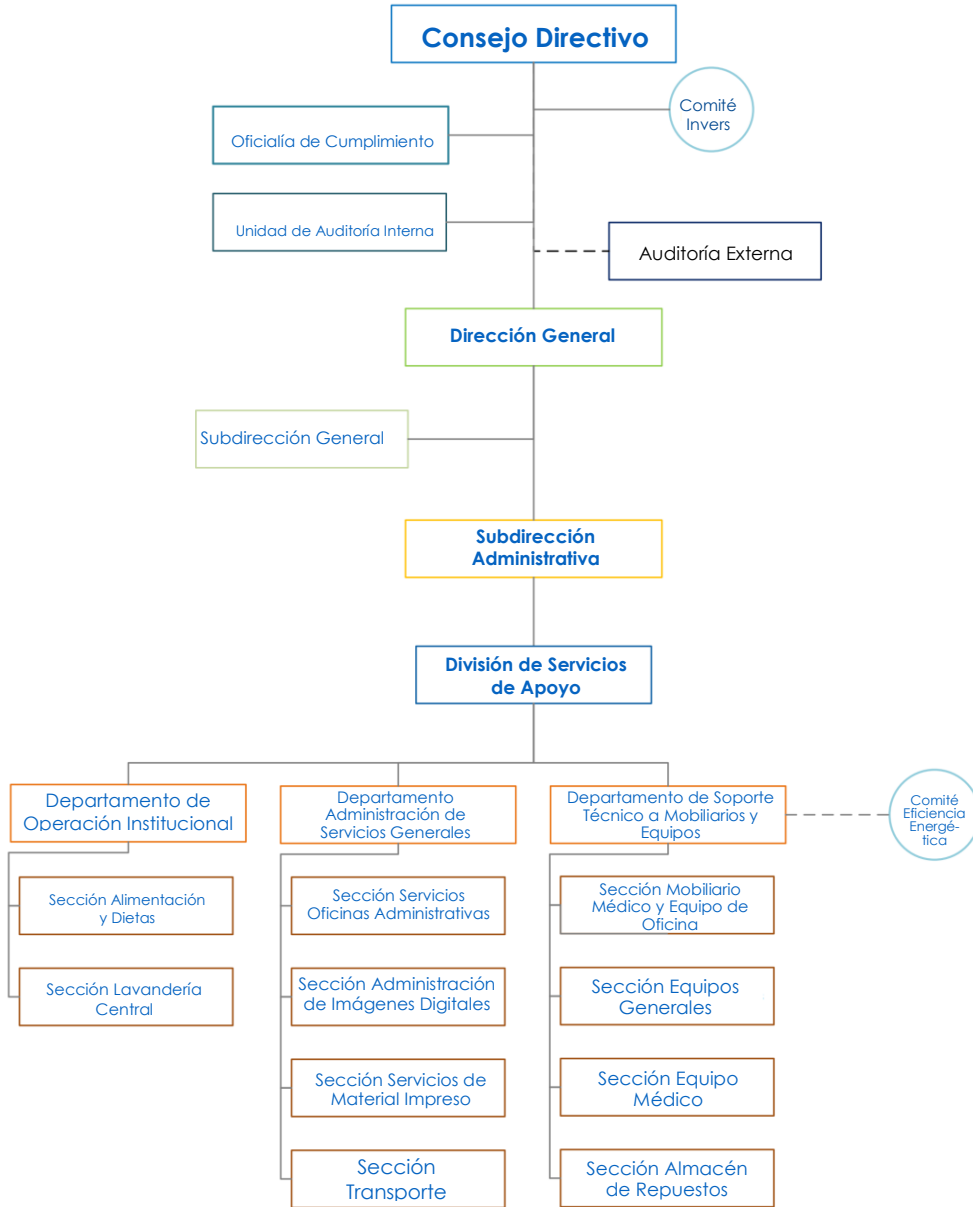 Consejo Directivo
Comité
Invers
Oficialía de Cumplimiento
Unidad de Auditoría Interna
Auditoría Externa
Dirección General
Subdirección General
Subdirección
Administrativa
División de Servicios
de Apoyo
Departamento de
Operación Institucional
Departamento
Administración de
Servicios Generales
Departamento de Soporte
Técnico a Mobiliarios y
Equipos
Comité
Eficiencia
Energé-
tica
Sección Alimentación
y Dietas
Sección Lavandería
Central
Sección Servicios
Oficinas Administrativas
Sección Administración
de Imágenes Digitales
Sección Servicios de
Material Impreso
Sección
Transporte
Sección Mobiliario
Médico y Equipo de
Oficina
Sección Equipos
Generales
Sección Equipo
Médico
Sección Almacén
de Repuestos